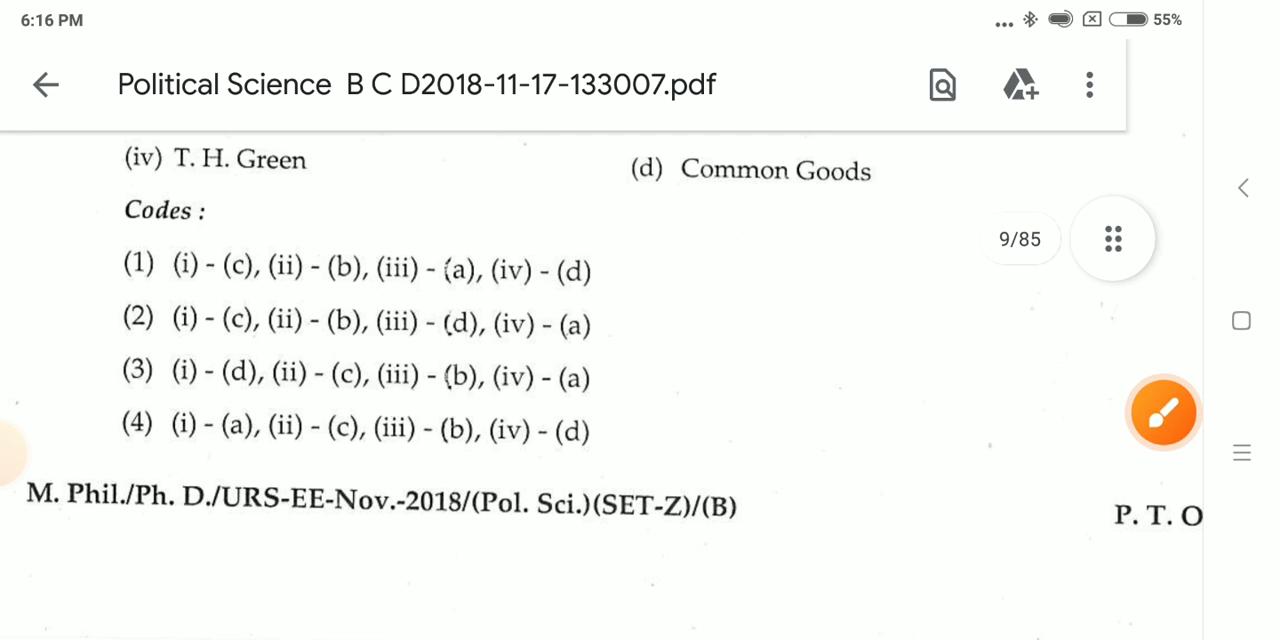 6:16 PM
55%
Political Science B C D2018-11-17-133007.pdf
(iv) T. H. Green
(d) Common Goods
Codes :
9/85
(1) (i) - (c), (ii) - (b), (iii) - (a), (iv) - (d)
(2) (i) - (c), (ii) - (b), (iii) - (d), (iv) - (a)
(3) (i) - (d), (ii) - (c), (iii) - (b), (iv) - (a)
(4) (i) - (a), (ii) - (c), (iii) - (b), (iv) - (d)
M. Phil./Ph. D./URS-EE-Nov.-2018/(Pol. Sci.)(SET-Z)/(B)
P. T. O